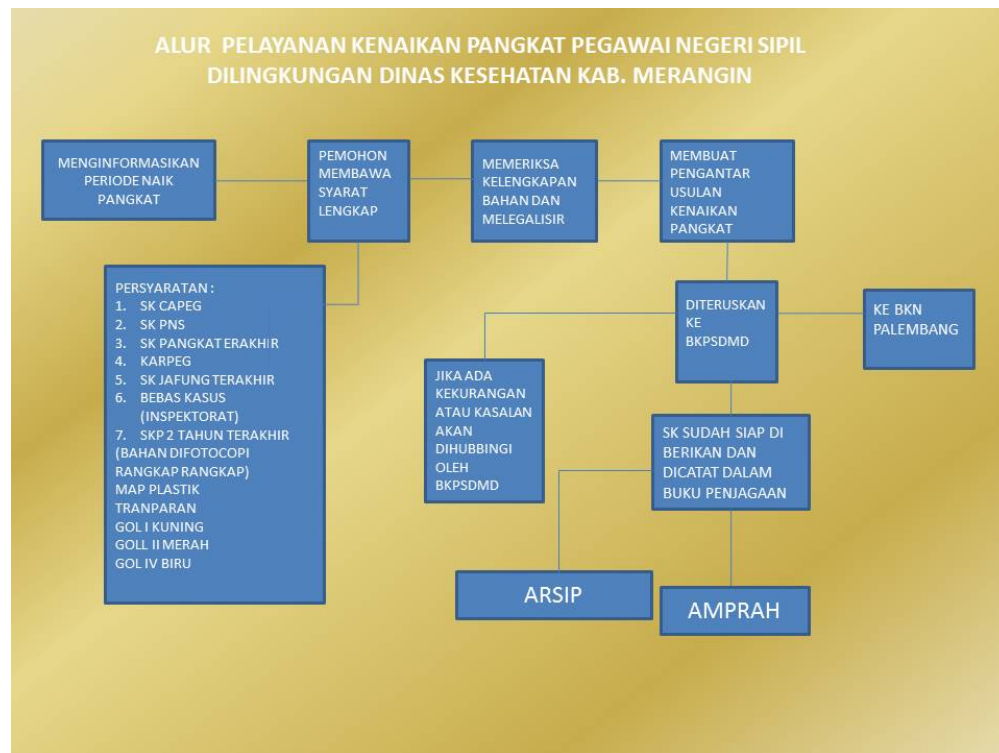 ALUR PELAYANAN KENAIKAN PANGKAT PEGAWAI NEGERI SIPIL
DILINGKUNGAN DINAS KESEHATAN KAB. MERANGIN
MENGINFORMASIKAN
PERIODE NAIK
PANGKAT
PEMOHON
MEMBAWA
SYARAT
LENGKAP
MEMERIKSA
KELENGKAPAN
BAHAN DAN
MELEGALISIR
MEMBUAT
PENGANTAR
USULAN
KENAIKAN
PANGKAT
PERSYARATAN :
1. SK CAPEG
2. SK PNS
3. SK PANGKAT ERAKHIR
4. KARPEG
5. SK JAFUNG TERAKHIR
6. BEBAS KASUS
(INSPEKTORAT)
7. SKP 2 TAHUN TERAKHIR
(BAHAN DIFOTOCOPI
RANGKAP RANGKAP)
MAP PLASTIK
TRANPARAN
GOL I KUNING
GOLL II MERAH
GOL IV BIRU
DITERUSKAN
KE
BKPSDMD
KE BKN
PALEMBANG
JIKA ADA
KEKURANGAN
ATAU KASALAN
AKAN
DIHUBBINGI
OLEH
BKPSDMD
SK SUDAH SIAP DI
BERIKAN DAN
DICATAT DALAM
BUKU PENJAGAAN
ARSIP
AMPRAH